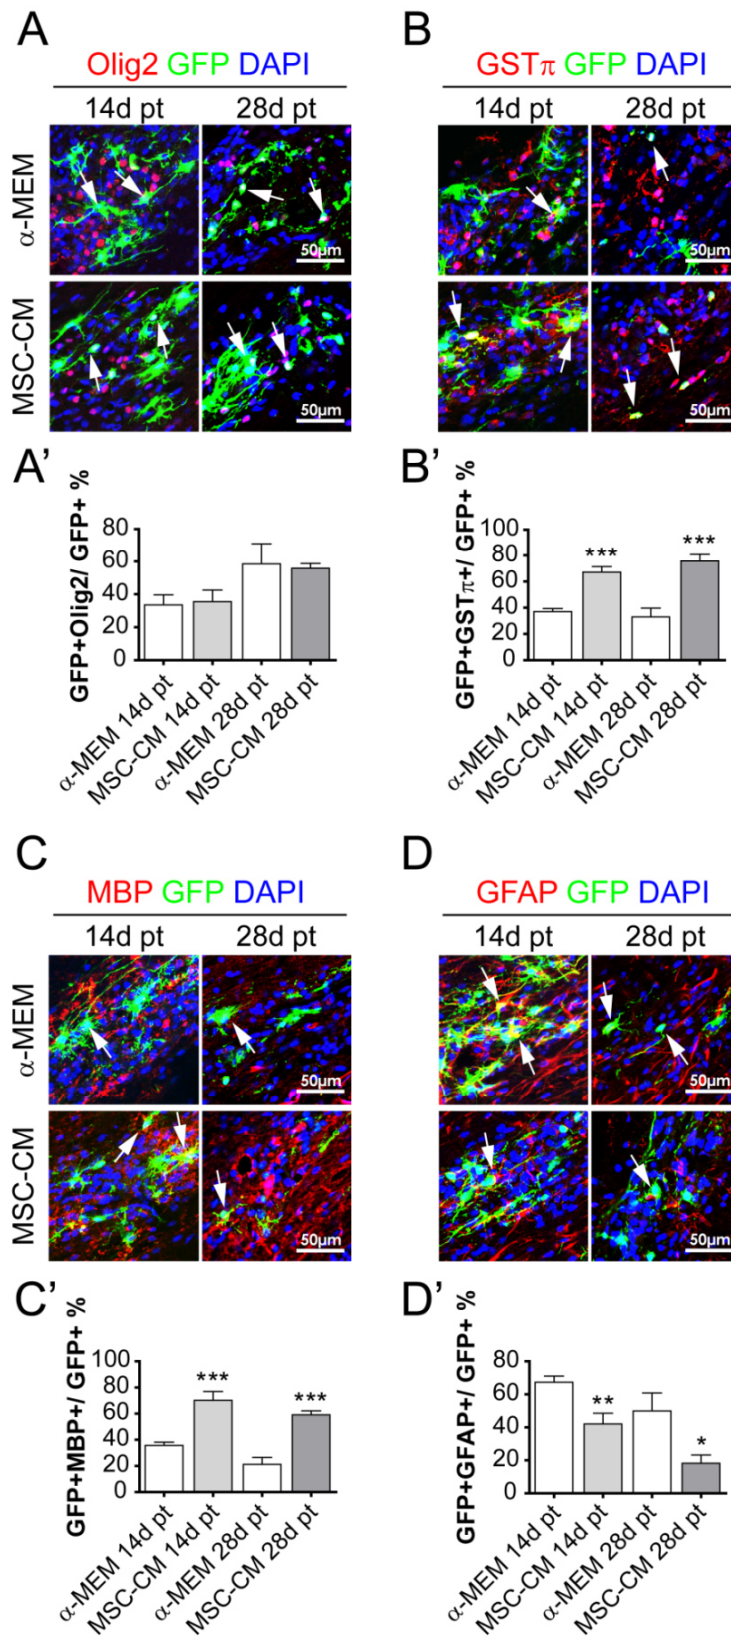 A
Olig2 GFP DAPI
14d pt 28d pt
α-MEM
50µm
MSC-CM
50µm
B
GSTπ GFP DAPI
14d pt 28d pt
50µm
50µm
A'
GFP+Olig2/ GFP+ %
80
60
40
20
0
α-MEM 14d pt
MSC-CM 14d pt
α-MEM 28d pt
MSC-CM 28d pt
B'
GFP+GSTπ+/ GFP+ %
100
80
60
40
20
0
***
***
α-MEM 14d pt
MSC-CM 14d pt
α-MEM 28d pt
MSC-CM 28d pt
C
MBP GFP DAPI
14d pt 28d pt
α-MEM
50µm
MSC-CM
50µm
D
GFAP GFP DAPI
14d pt 28d pt
50µm
50µm
C'
GFP+MBP+/ GFP+ %
100
80
60
40
20
0
***
***
α-MEM 14d pt
MSC-CM 14d pt
α-MEM 28d pt
MSC-CM 28d pt
D'
GFP+GFAP+/ GFP+ %
80
60
40
20
0
**
*
α-MEM 14d pt
MSC-CM 14d pt
α-MEM 28d pt
MSC-CM 28d pt